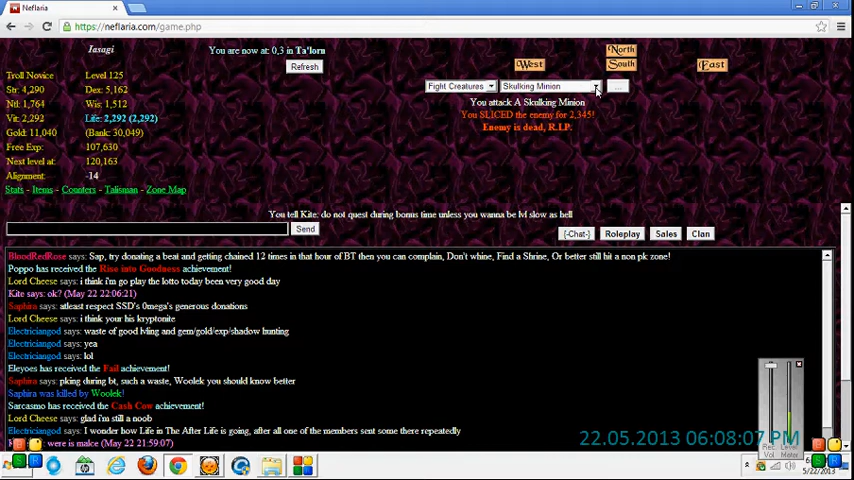 Neflaria
https://neflaria.com/game.php
Iasagi
You are now at: 0,3 in Ta'lorn
Refresh
North
West
South
East
Troll Novice Level 125
Str: 4,290 Dex: 5,162
Ntl: 1,764 Wis: 1,512
Vit: 2,292 Life: 2,292 (2,292)
Gold: 11,040 (Bank: 30,049)
Free Exp: 107,630
Next level at: 120,163
Alignment: -14
Stats - Items - Counters - Talisman - Zone Map
Fight Creatures Skulking Minion ...
You attack A Skulking Minion
You SLICED the enemy for 2,345!
Enemy is dead, R.I.P.
You tell Kite: do not quest during bonus time unless you wanna be lvl slow as hell
Send
[-Chat-] Roleplay Sales Clan
BloodRedRose says: Sap, try donating a beat and getting chained 12 times in that hour of BT then you can complain, Don't whine, Find a Shrine, Or better still hit a non pk zone!
Poppo has received the Rise into Goodness achievement!
Lord Cheese says: i think i'm go play the lotto today been very good day
Kite says: ok? (May 22 22:06:21)
Saphira says: atleast respect SSD's 0mega's generous donations
Lord Cheese says: i think your his kryptonite
Electriciangod says: waste of good lvling and gem/gold/exp/shadow hunting
Electriciangod says: yea
Electriciangod says: lol
Eleyoes has received the Fail achievement!
Saphira says: pking during bt, such a waste, Woolek you should know better
Saphira was killed by Woolek!
Sarcasmo has received the Cash Cow achievement!
Lord Cheese says: glad i'm still a noob
Electriciangod says: I wonder how Life in The After Life is going, after all one of the members sent some there repeatedly
says: were is malce (May 22 21:59:07)
Rec. Level
Vol Meter
22.05.2013 06:08:07 PM
5/22/2013